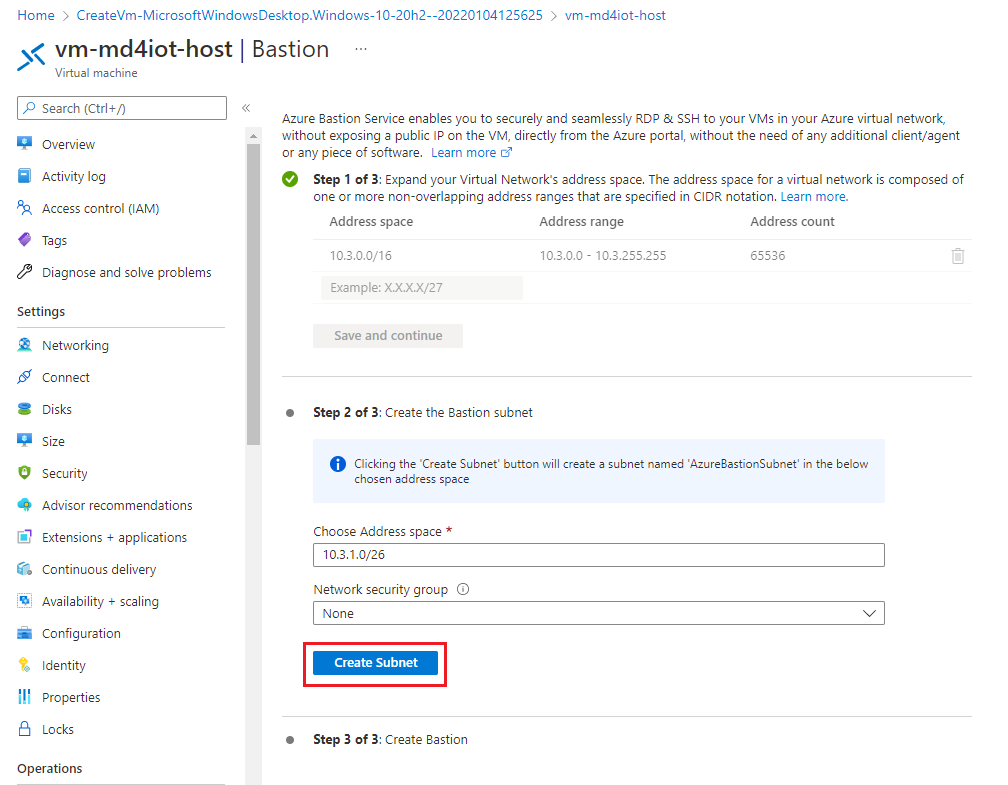 Home > CreateVm-MicrosoftWindowsDesktop.Windows-10-20h2--20220104125625 > vm-md4iot-host
vm-md4iot-host | Bastion ...
Virtual machine
Search (Ctrl+/)
«
Overview
Activity log
Access control (IAM)
Tags
Diagnose and solve problems
Settings
Networking
Connect
Disks
Size
Security
Advisor recommendations
Extensions + applications
Continuous delivery
Availability + scaling
Configuration
Identity
Properties
Locks
Operations
Azure Bastion Service enables you to securely and seamlessly RDP & SSH to your VMs in your Azure virtual network,
without exposing a public IP on the VM, directly from the Azure portal, without the need of any additional client/agent
or any piece of software. Learn more
Step 1 of 3: Expand your Virtual Network's address space. The address space for a virtual network is composed of
one or more non-overlapping address ranges that are specified in CIDR notation. Learn more.
Address space Address range Address count
10.3.0.0/16 10.3.0.0 - 10.3.255.255 65536
Example: X.X.X.X/27
Save and continue
Step 2 of 3: Create the Bastion subnet
Clicking the 'Create Subnet' button will create a subnet named 'AzureBastionSubnet' in the below
chosen address space
Choose Address space *
10.3.1.0/26
Network security group
None
Create Subnet
Step 3 of 3: Create Bastion